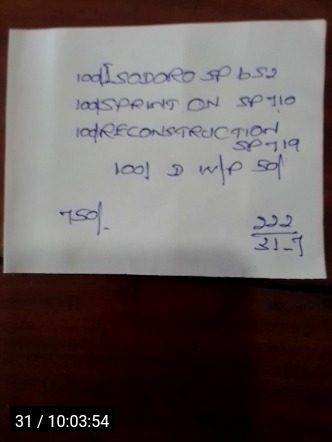 100/ISODORO SP 652
100/SPRINT ON SP 710
100/RECONSTRUCTION
SP 719
100/ D W/P 50/
750/-
222
31-7
31 / 10:03:54